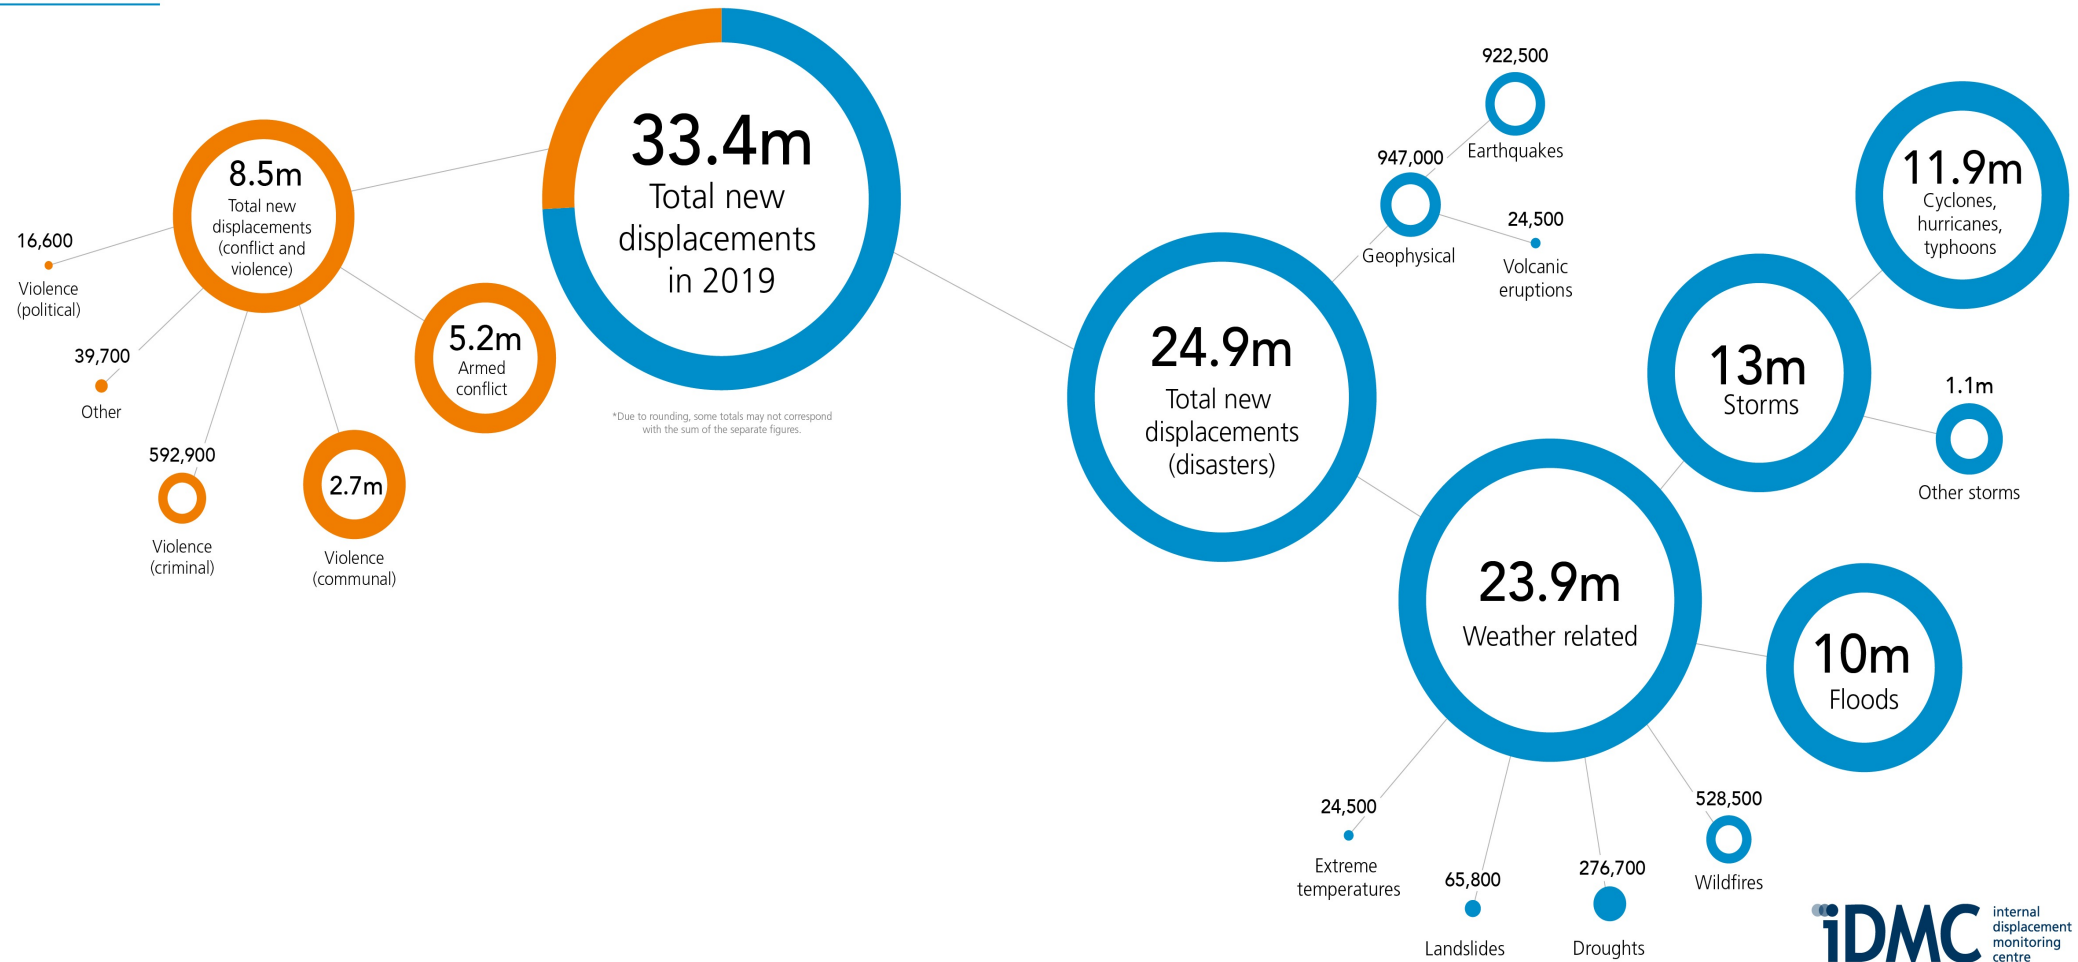 33.4m
Total new
displacements
in 2019
*Due to rounding, some totals may not correspond
with the sum of the separate figures.
8.5m
Total new
displacements
(conflict and
violence)
16,600
Violence
(political)
39,700
Other
592,900
Violence
(criminal)
2.7m
Violence
(communal)
5.2m
Armed
conflict
24.9m
Total new
displacements
(disasters)
947,000
Geophysical
922,500
Earthquakes
24,500
Volcanic
eruptions
23.9m
Weather related
13m
Storms
11.9m
Cyclones,
hurricanes,
typhoons
1.1m
Other storms
10m
Floods
24,500
Extreme
temperatures
65,800
Landslides
276,700
Droughts
528,500
Wildfires
iDMC
internal
displacement
monitoring
centre